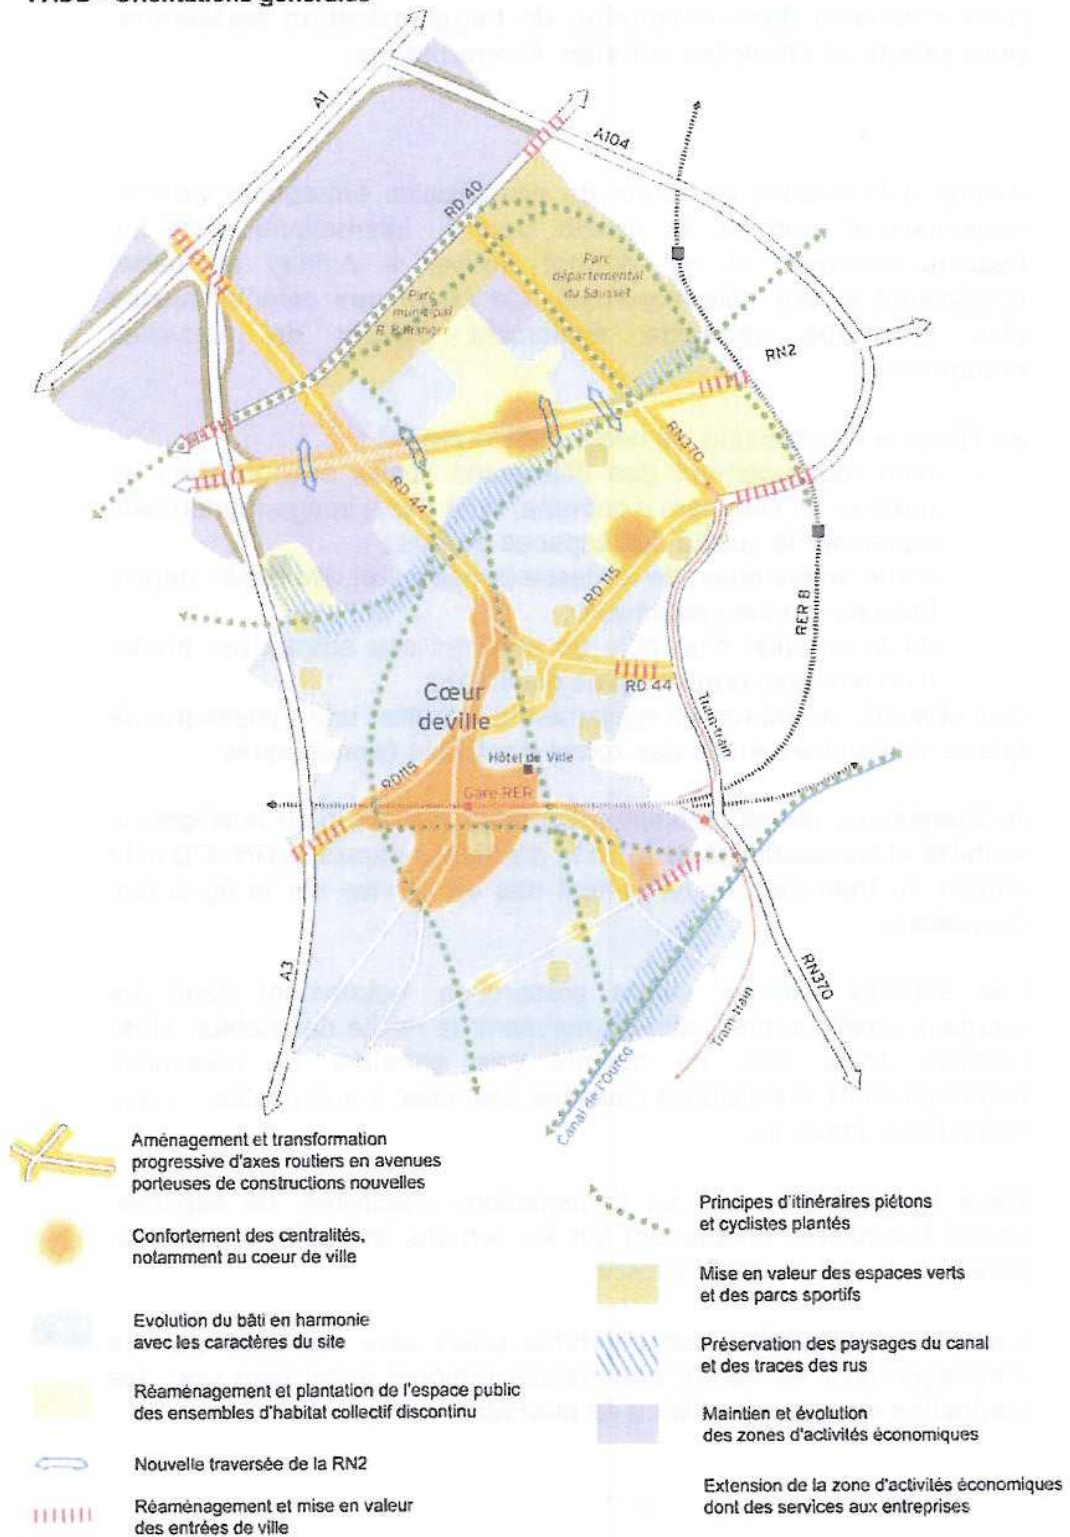 PADD - Orientations générales
A1
A104
RD 40
Parc
départemental
du Sausset
Parc
municipal
R. Ballanger
RN2
RN370
RD 44
RD 115
RER B
RD 44
Tram-train
Cœur
deville
Hôtel de Ville
RD115
Gare RER
A3
RN370
Tram-train
Canal de l'Ourcq
Aménagement et transformation
progressive d'axes routiers en avenues
porteuses de constructions nouvelles
Confortement des centralités,
notamment au coeur de ville
Evolution du bâti en harmonie
avec les caractères du site
Réaménagement et plantation de l'espace public
des ensembles d'habitat collectif discontinu
Nouvelle traversée de la RN2
Réaménagement et mise en valeur
des entrées de ville
Principes d'itinéraires piétons
et cyclistes plantés
Mise en valeur des espaces verts
et des parcs sportifs
Préservation des paysages du canal
et des traces des rus
Maintien et évolution
des zones d'activités économiques
Extension de la zone d'activités économiques
dont des services aux entreprises